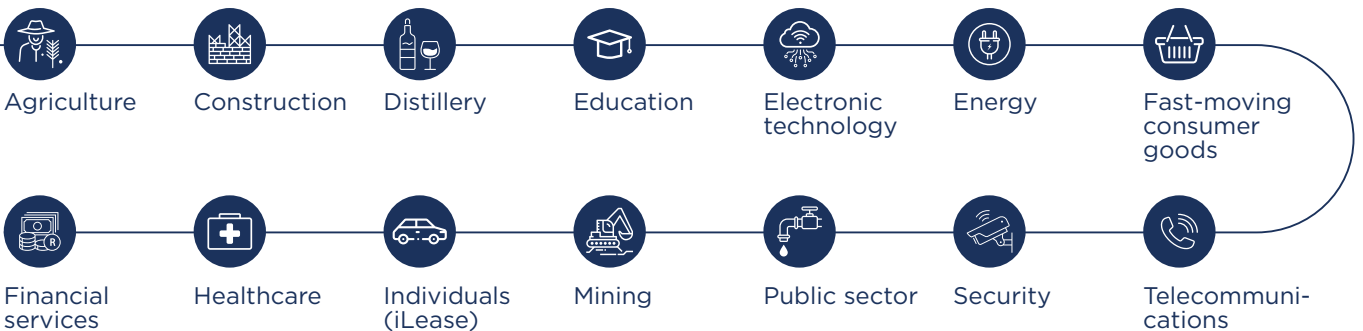 Agriculture
Construction
Distillery
Education
Electronic
technology
Energy
Fast-moving
consumer
goods
R
Financial
services
Healthcare
Individuals
(iLease)
Mining
Public sector
Security
Telecommuni-
cations